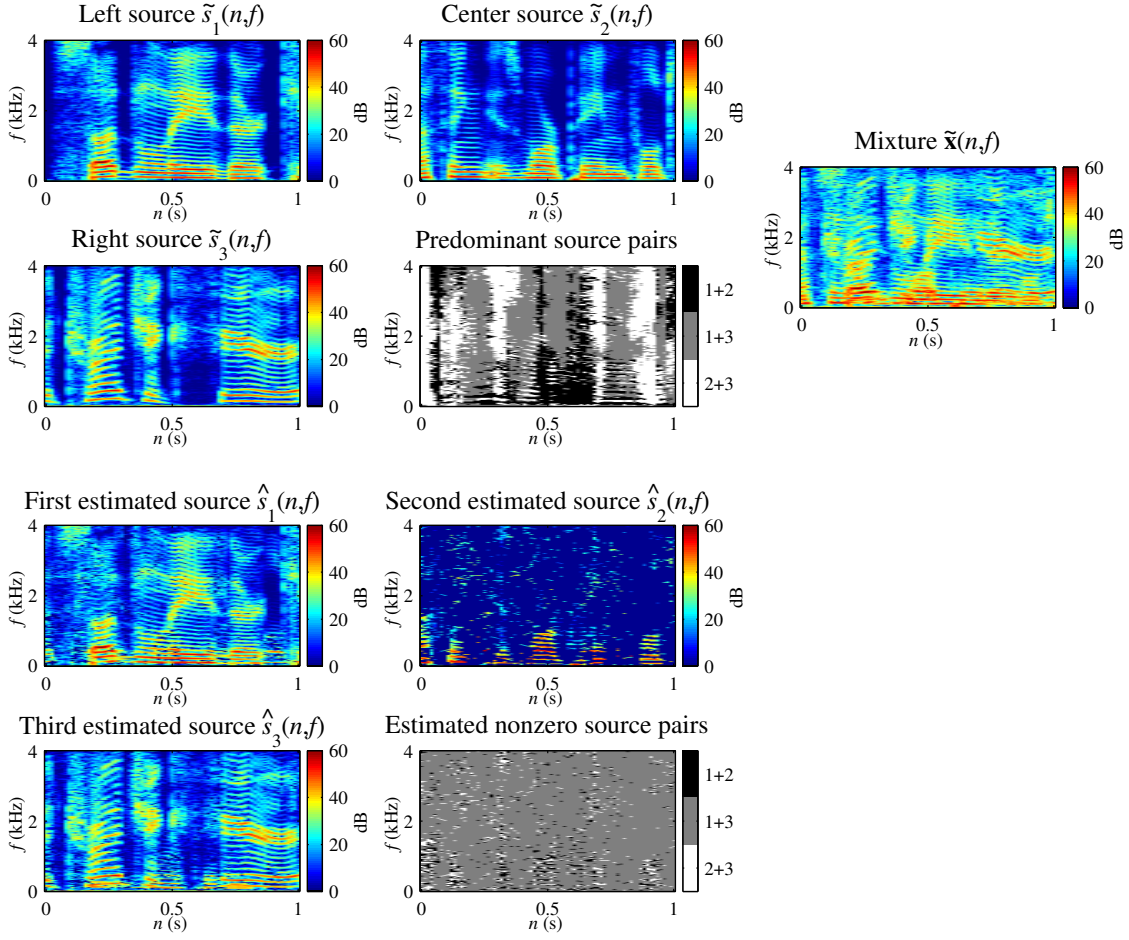 Left source s̃₁(n,f)
4
2
0
f (kHz)
0
0.5
1
n (s)
60
40
20
0
dB
Center source s̃₂(n,f)
4
2
0
f (kHz)
0
0.5
1
n (s)
60
40
20
0
dB
Mixture x̃(n,f)
4
2
0
f (kHz)
0
0.5
1
n (s)
60
40
20
0
dB
Right source s̃₃(n,f)
4
2
0
f (kHz)
0
0.5
1
n (s)
60
40
20
0
dB
Predominant source pairs
4
2
0
f (kHz)
0
0.5
1
n (s)
1+2
1+3
2+3
First estimated source ŝ₁(n,f)
4
2
0
f (kHz)
0
0.5
1
n (s)
60
40
20
0
dB
Second estimated source ŝ₂(n,f)
4
2
0
f (kHz)
0
0.5
1
n (s)
60
40
20
0
dB
Third estimated source ŝ₃(n,f)
4
2
0
f (kHz)
0
0.5
1
n (s)
60
40
20
0
dB
Estimated nonzero source pairs
4
2
0
f (kHz)
0
0.5
1
n (s)
1+2
1+3
2+3